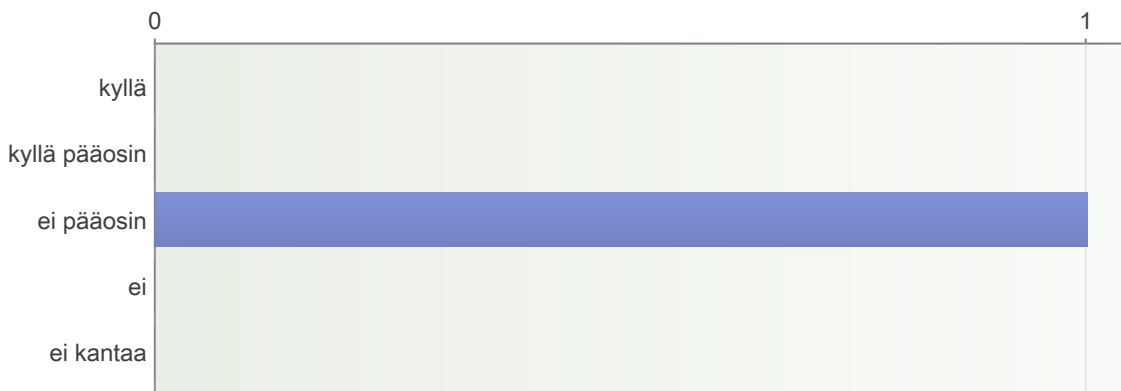 0 1
kyllä
kyllä pääosin
ei pääosin
ei
ei kantaa